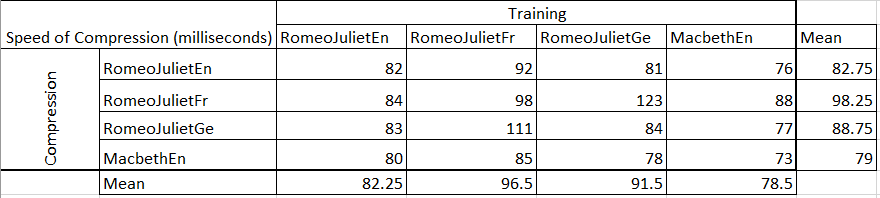 Training
Speed of Compression (milliseconds) RomeoJulietEn RomeoJulietFr RomeoJulietGe MacbethEn Mean
Compression
RomeoJulietEn 82 92 81 76 82.75
RomeoJulietFr 84 98 123 88 98.25
RomeoJulietGe 83 111 84 77 88.75
MacbethEn 80 85 78 73 79
Mean 82.25 96.5 91.5 78.5